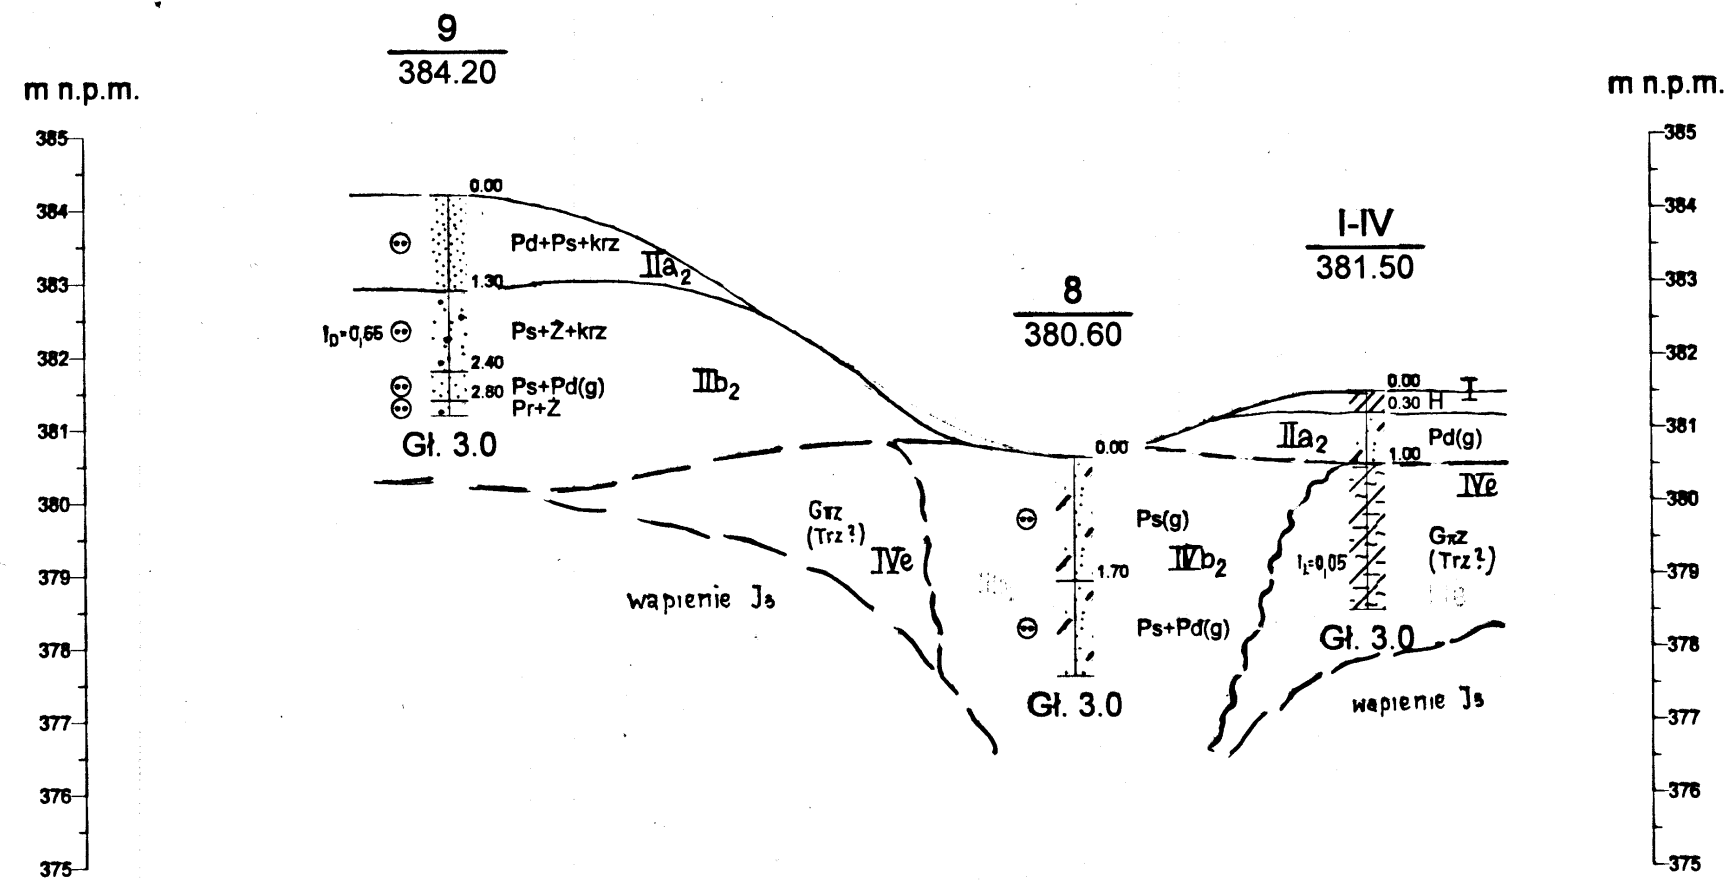 9
384.20
m n.p.m.
m n.p.m.
385
384
383
382
381
380
379
378
377
376
375
0.00
Pd+Ps+krz
IIa2
1.30
ID=0,65
Ps+Ż+krz
2.40
IIb2
2.80
Ps+Pd(g)
Pr+Ż
Gł. 3.0
Gπz
(Trz?)
IVe
wapienie J3
8
380.60
0.00
Ps(g)
1.70
IVb2
Ps+Pd(g)
Gł. 3.0
I-IV
381.50
0.00
I
0.30 H
IIa2
Pd(g)
1.00
IVe
IL=0,05
Gπz
(Trz?)
Gł. 3.0
wapienie J3
385
384
383
382
381
380
379
378
377
376
375